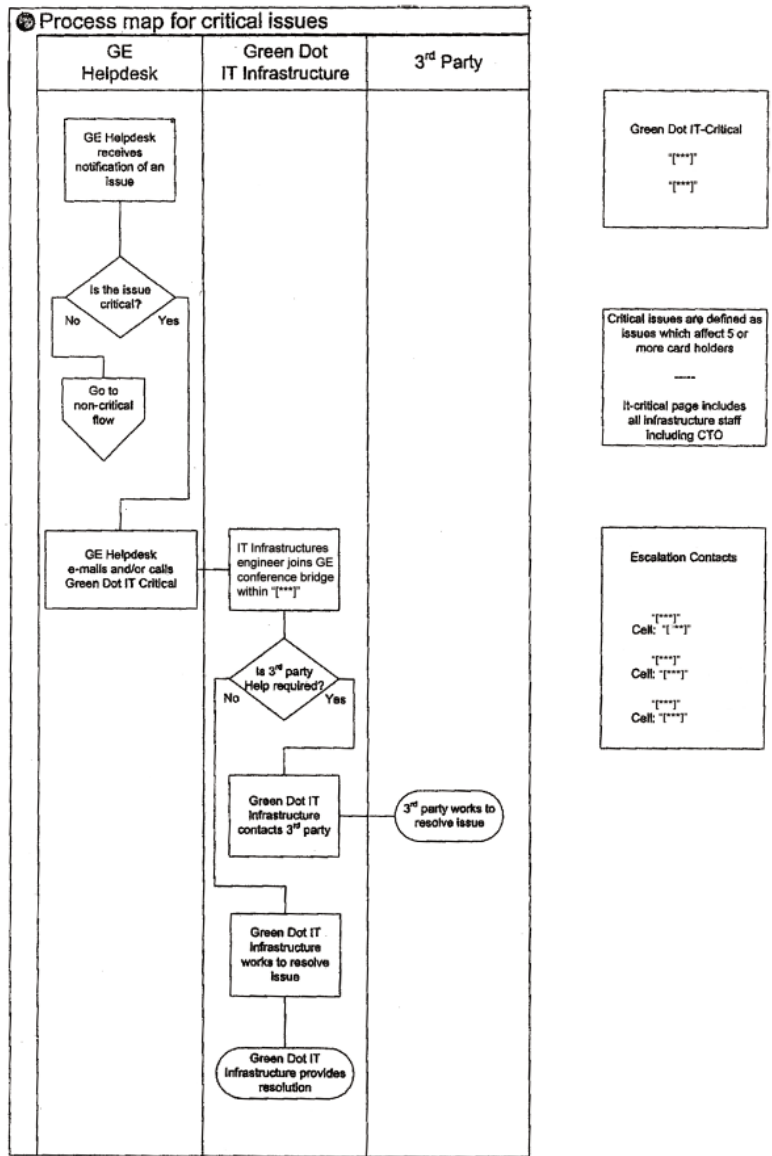 Process map for critical issues
GE
Helpdesk
Green Dot
IT Infrastructure
3rd Party
GE Helpdesk
receives
notification of an
issue
Is the issue
critical?
No
Yes
Go to
non-critical
flow
GE Helpdesk
e-mails and/or calls
Green Dot IT Critical
IT Infrastructures
engineer joins GE
conference bridge
within "[***]"
Is 3rd party
Help required?
No
Yes
Green Dot IT
Infrastructure
contacts 3rd party
3rd party works to
resolve issue
Green Dot IT
Infrastructure
works to resolve
issue
Green Dot IT
Infrastructure provides
resolution
Green Dot IT-Critical
"[***]"
"[***]"
Critical issues are defined as
issues which affect 5 or
more card holders
-----
It-critical page includes
all infrastructure staff
including CTO
Escalation Contacts
"[***]"
Cell: "[ **]"
"[***]"
Cell: "[***]"
"[***]"
Cell: "[***]"